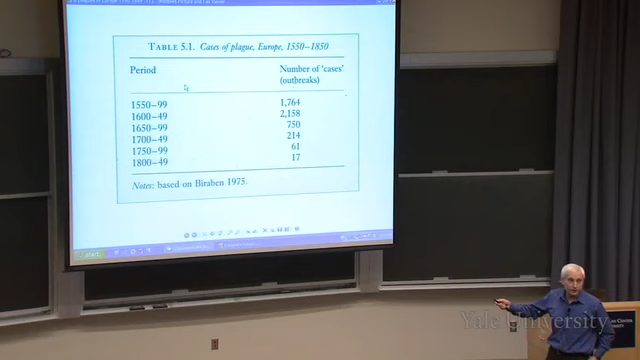 TABLE 5.1. Cases of plague, Europe, 1550–1850
Period
Number of 'cases'
(outbreaks)
1550–99 1,764
1600–49 2,158
1650–99 750
1700–49 214
1750–99 61
1800–49 17
Notes: based on Biraben 1975.
start
Yale University